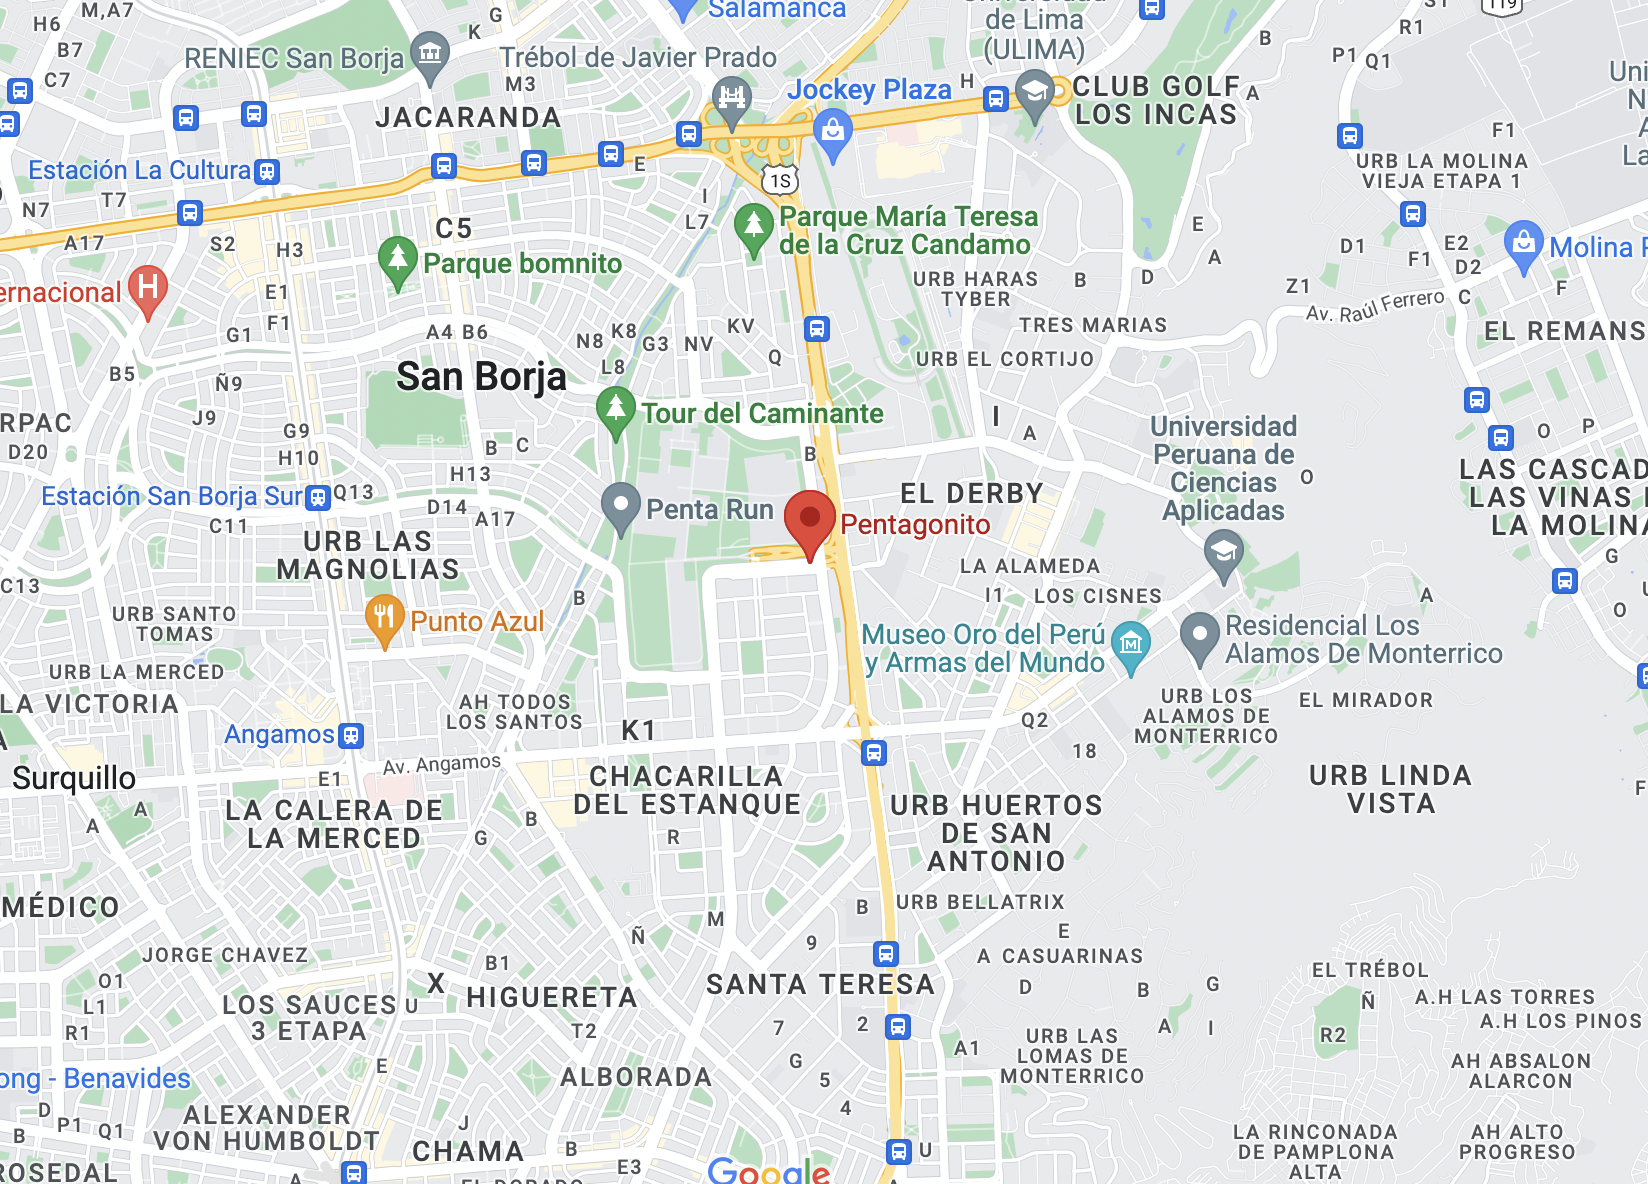 H6
M,A7
G
K
B7
C7
RENIEC San Borja
Trébol de Javier Prado
M3
JACARANDA
Salamanca
de Lima
(ULIMA)
Jockey Plaza
H
CLUB GOLF
LOS INCAS
A
B
S1
119
R1
P1
Q1
F1
URB LA MOLINA
VIEJA ETAPA 1
Estación La Cultura
T7
N7
A17
S2
H3
C5
E
I
L7
1S
Parque María Teresa
de la Cruz Candamo
Parque bomnito
E1
F1
G1
A4
B6
URB HARAS
TYBER
B
D
E
A
D1
E2
F1
D2
C
F
Z1
Av. Raúl Ferrero
EL REMANS
TRES MARIAS
URB EL CORTIJO
N8
K8
G3
NV
KV
Q
L8
B5
Ñ9
J9
San Borja
Tour del Caminante
D20
G9
H10
B
C
H13
B
I
A
Universidad
Peruana de
Ciencias
Aplicadas
O
O
P
LAS CASCAD
LAS VINAS
LA MOLINA
Estación San Borja Sur
Q13
C11
D14
A17
Penta Run
Pentagonito
EL DERBY
URB LAS
MAGNOLIAS
C13
URB SANTO
TOMAS
Punto Azul
B
LA ALAMEDA
I1
LOS CISNES
G
A
O
Museo Oro del Perú
y Armas del Mundo
Residencial Los
Alamos De Monterrico
URB LA MERCED
LA VICTORIA
AH TODOS
LOS SANTOS
URB LOS
ALAMOS DE
MONTERRICO
EL MIRADOR
Angamos
K1
Q2
18
Surquillo
E1
Av. Angamos
CHACARILLA
DEL ESTANQUE
URB LINDA
VISTA
A
A
LA CALERA DE
LA MERCED
G
B
R
URB HUERTOS
DE SAN
ANTONIO
F
MÉDICO
B
URB BELLATRIX
JORGE CHAVEZ
Ñ
M
9
E
A
CASUARINAS
O1
L1
R1
LOS SAUCES
3 ETAPA
U
X
B1
HIGUERETA
T2
SANTA TERESA
D
B
G
A
I
EL TRÉBOL
Ñ
R2
A.H LAS TORRES
A.H LOS PINOS
7
2
G
5
4
A1
URB LAS
LOMAS DE
MONTERRICO
AH ABSALON
ALARCON
E
ong - Benavides
ALBORADA
D
P1
Q1
B
ALEXANDER
VON HUMBOLDT
J
CHAMA
B
E3
U
LA RINCONADA
DE PAMPLONA
ALTA
AH ALTO
PROGRESO
ROSEDAL
A
EL DORADO
Google